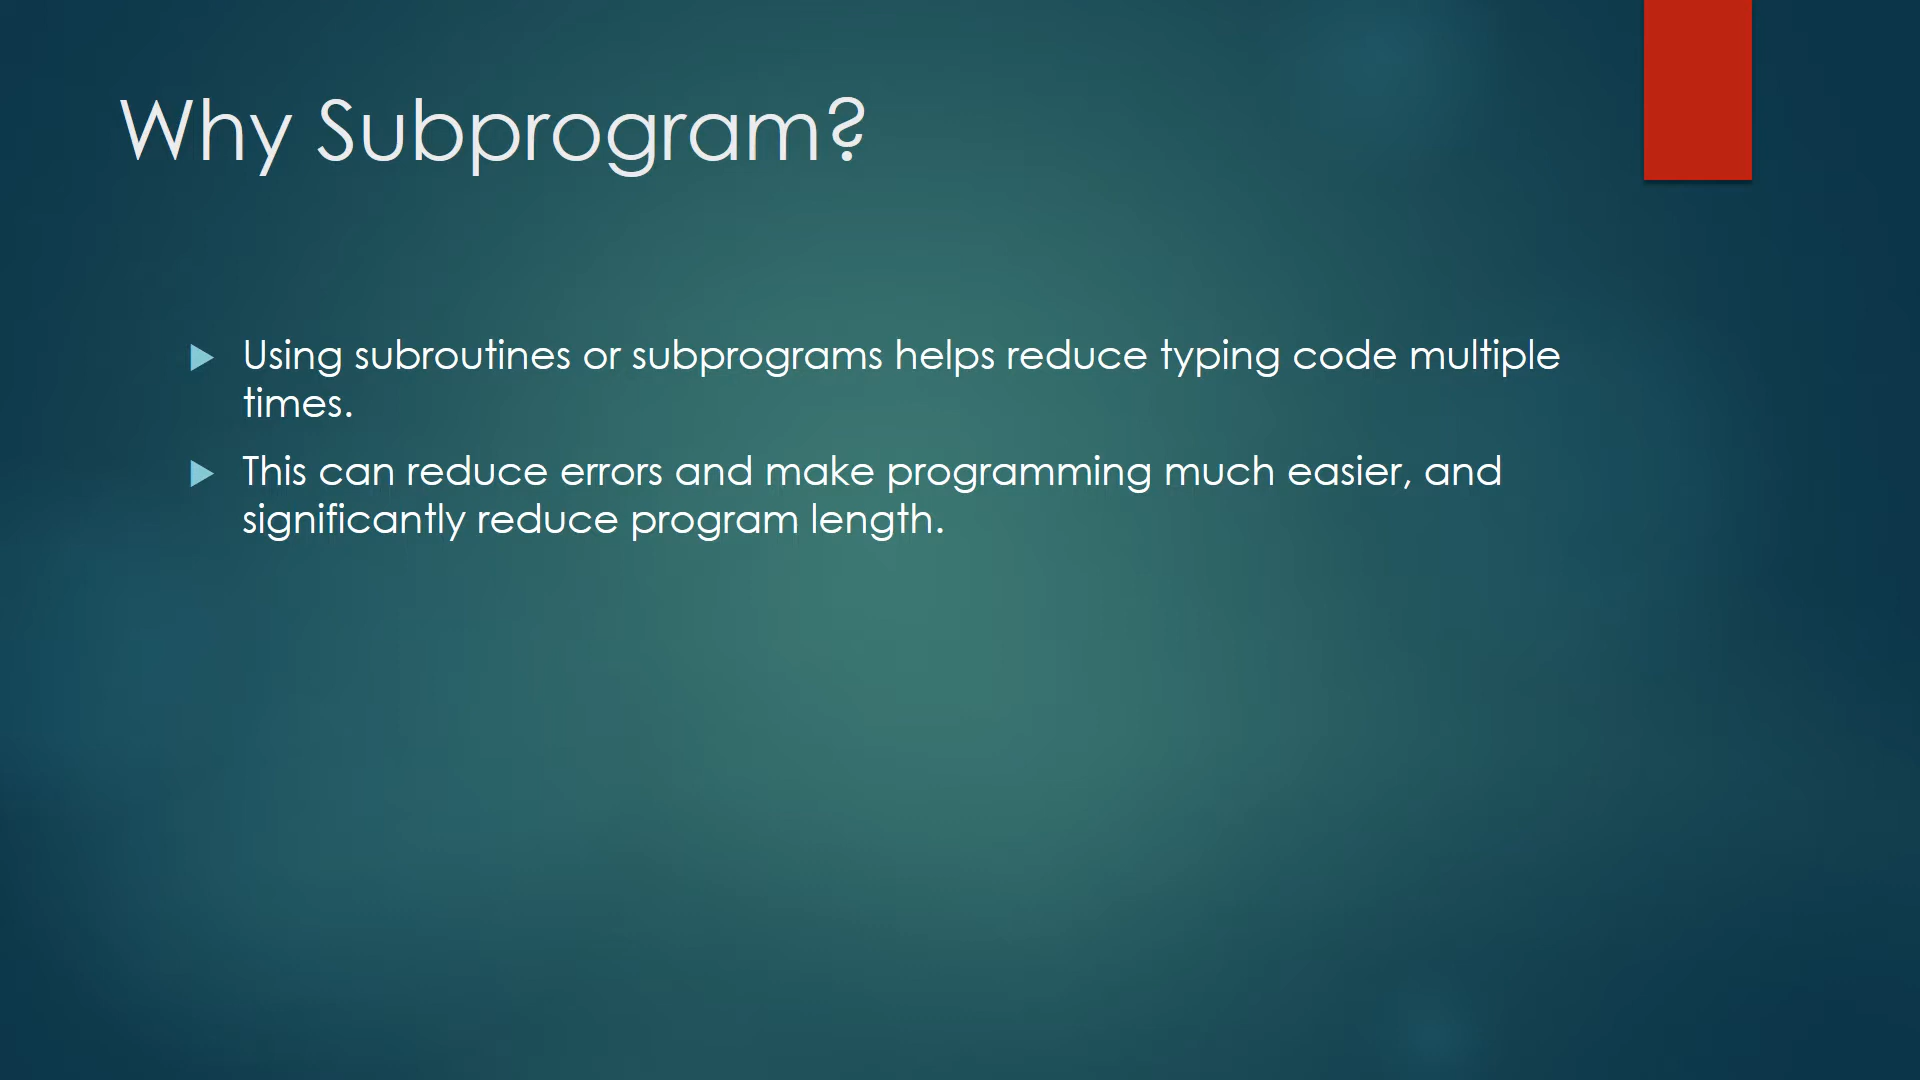 Why Subprogram?
Using subroutines or subprograms helps reduce typing code multiple
times.
This can reduce errors and make programming much easier, and
significantly reduce program length.